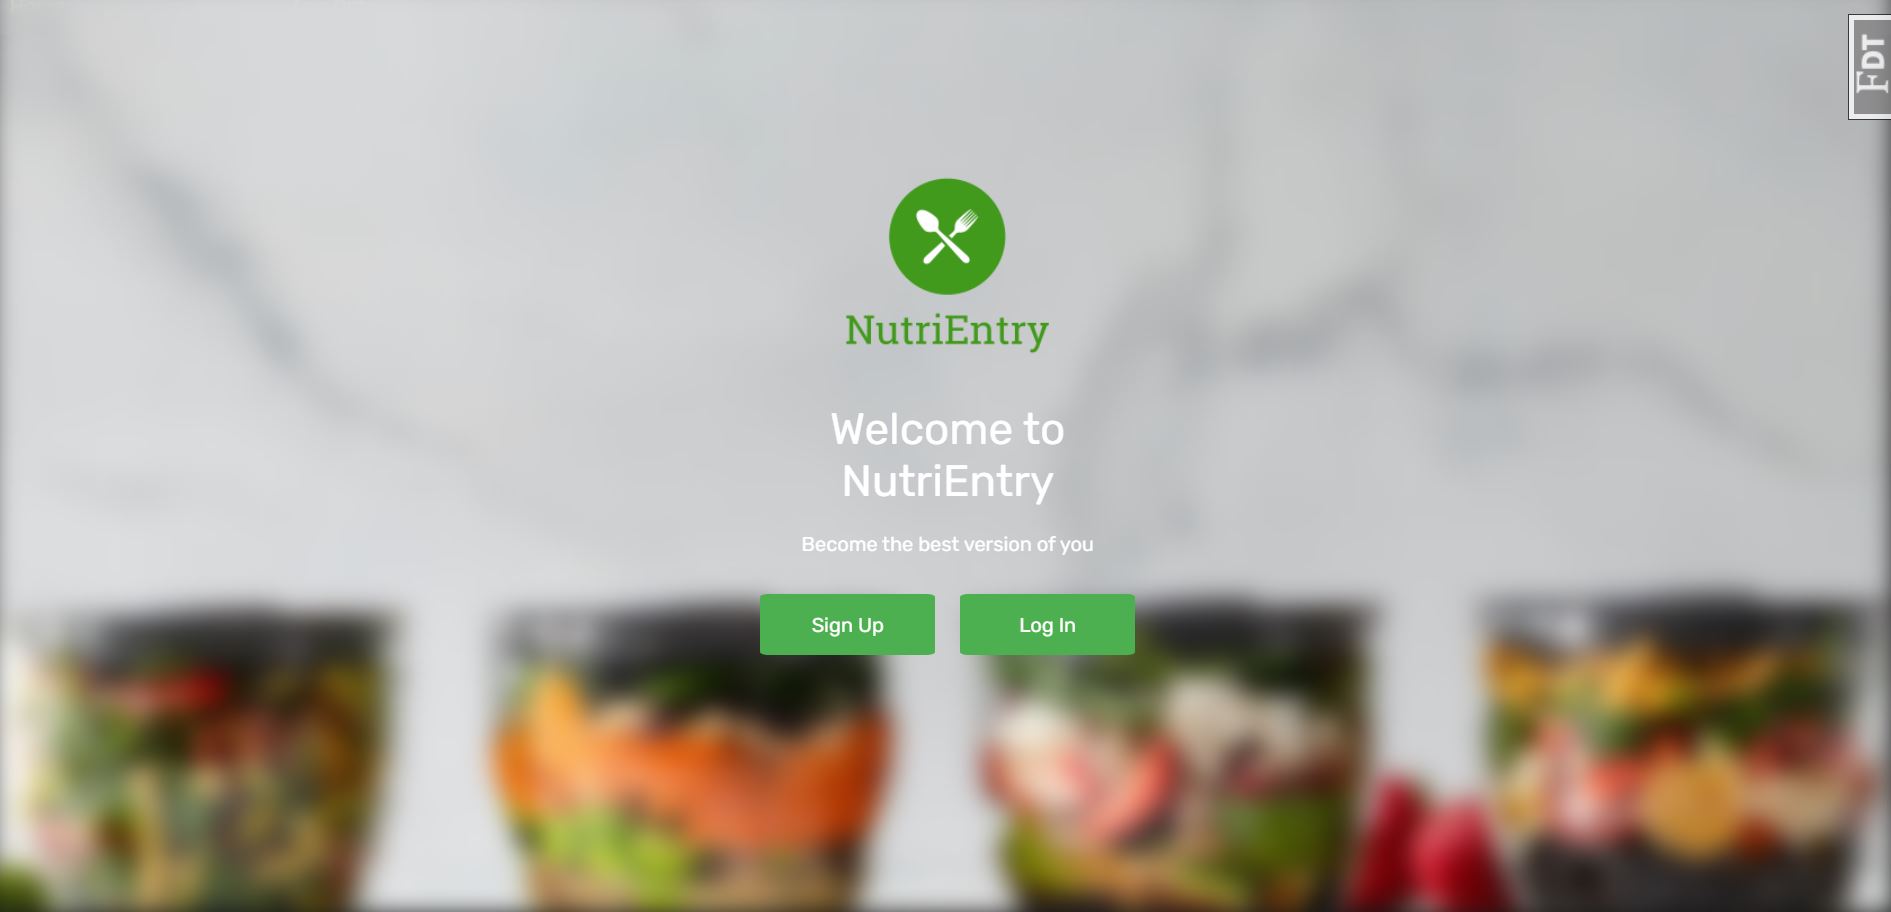 FDT
NutriEntry
Welcome to
NutriEntry
Become the best version of you
Sign Up
Log In